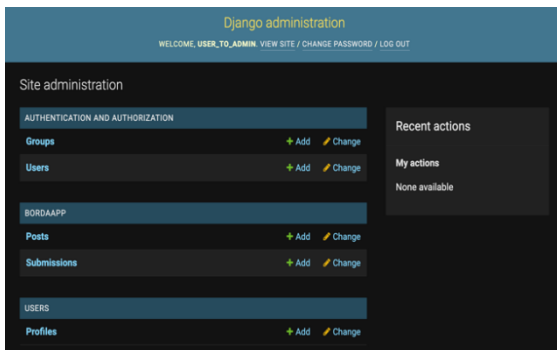 Django administration
WELCOME, USER_TO_ADMIN. VIEW SITE / CHANGE PASSWORD / LOG OUT
Site administration
AUTHENTICATION AND AUTHORIZATION
Groups + Add Change
Users + Add Change
BORDAAPP
Posts + Add Change
Submissions + Add Change
USERS
Profiles + Add Change
Recent actions
My actions
None available